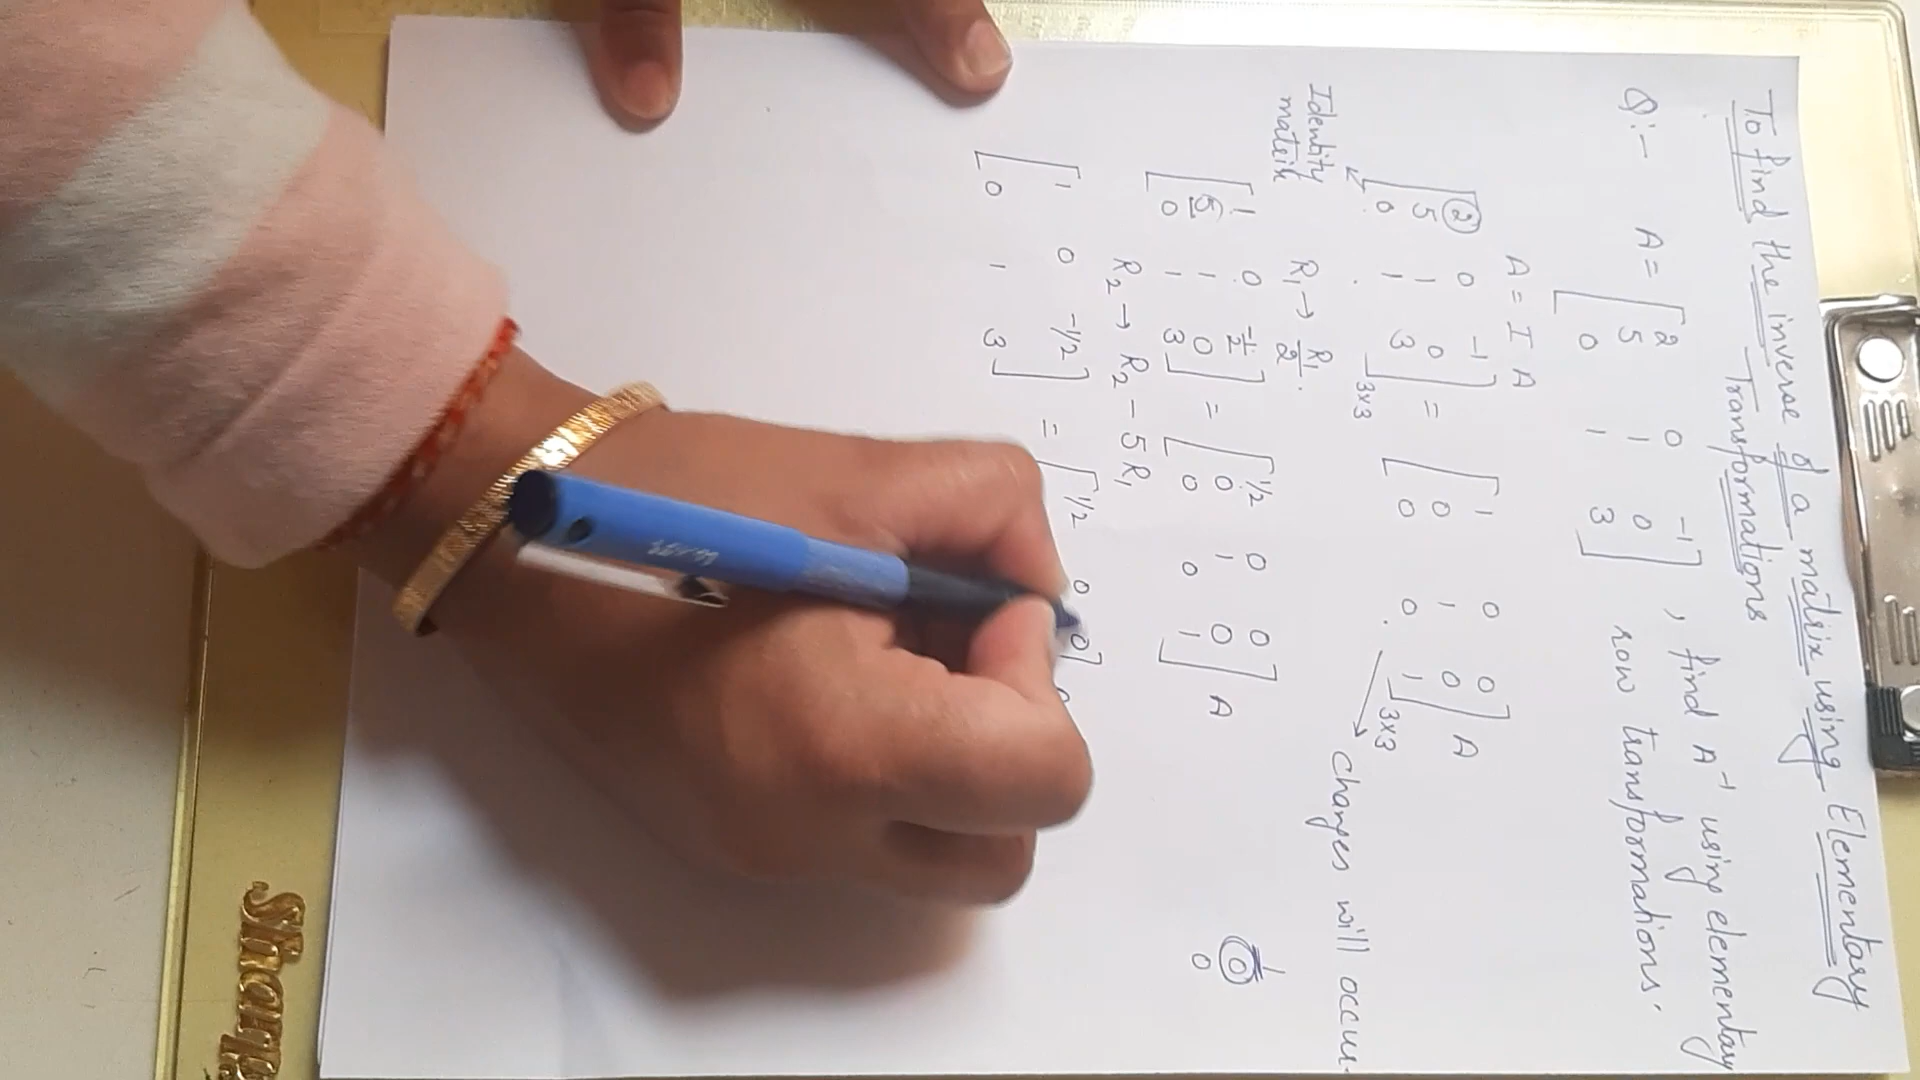 To find the inverse of a matrix using Elementary
Transformations
Q:- A = [2 0 -1
5 1 0
0 1 3] , find A⁻¹ using elementary
row transformations.
A = I A
[2 0 -1
5 1 0
0 1 3]3x3 = [1 0 0
0 1 0
0 0 1]3x3 A
Identity
matrix
changes will occur
R₁ → R₁/2
[1 0 -1/2
5 1 0
0 1 3] = [1/2 0 0
0 1 0
0 0 1] A
1
0
0
R₂ → R₂ - 5R₁
[1 0 -1/2

0 1 3] = [1/2 0 0]
Sharp